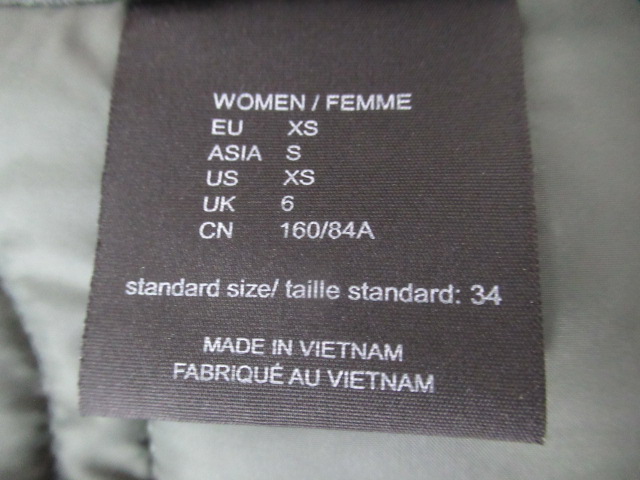 WOMEN / FEMME
EU XS
ASIA S
US XS
UK 6
CN 160/84A
standard size/ taille standard: 34
MADE IN VIETNAM
FABRIQUÉ AU VIETNAM